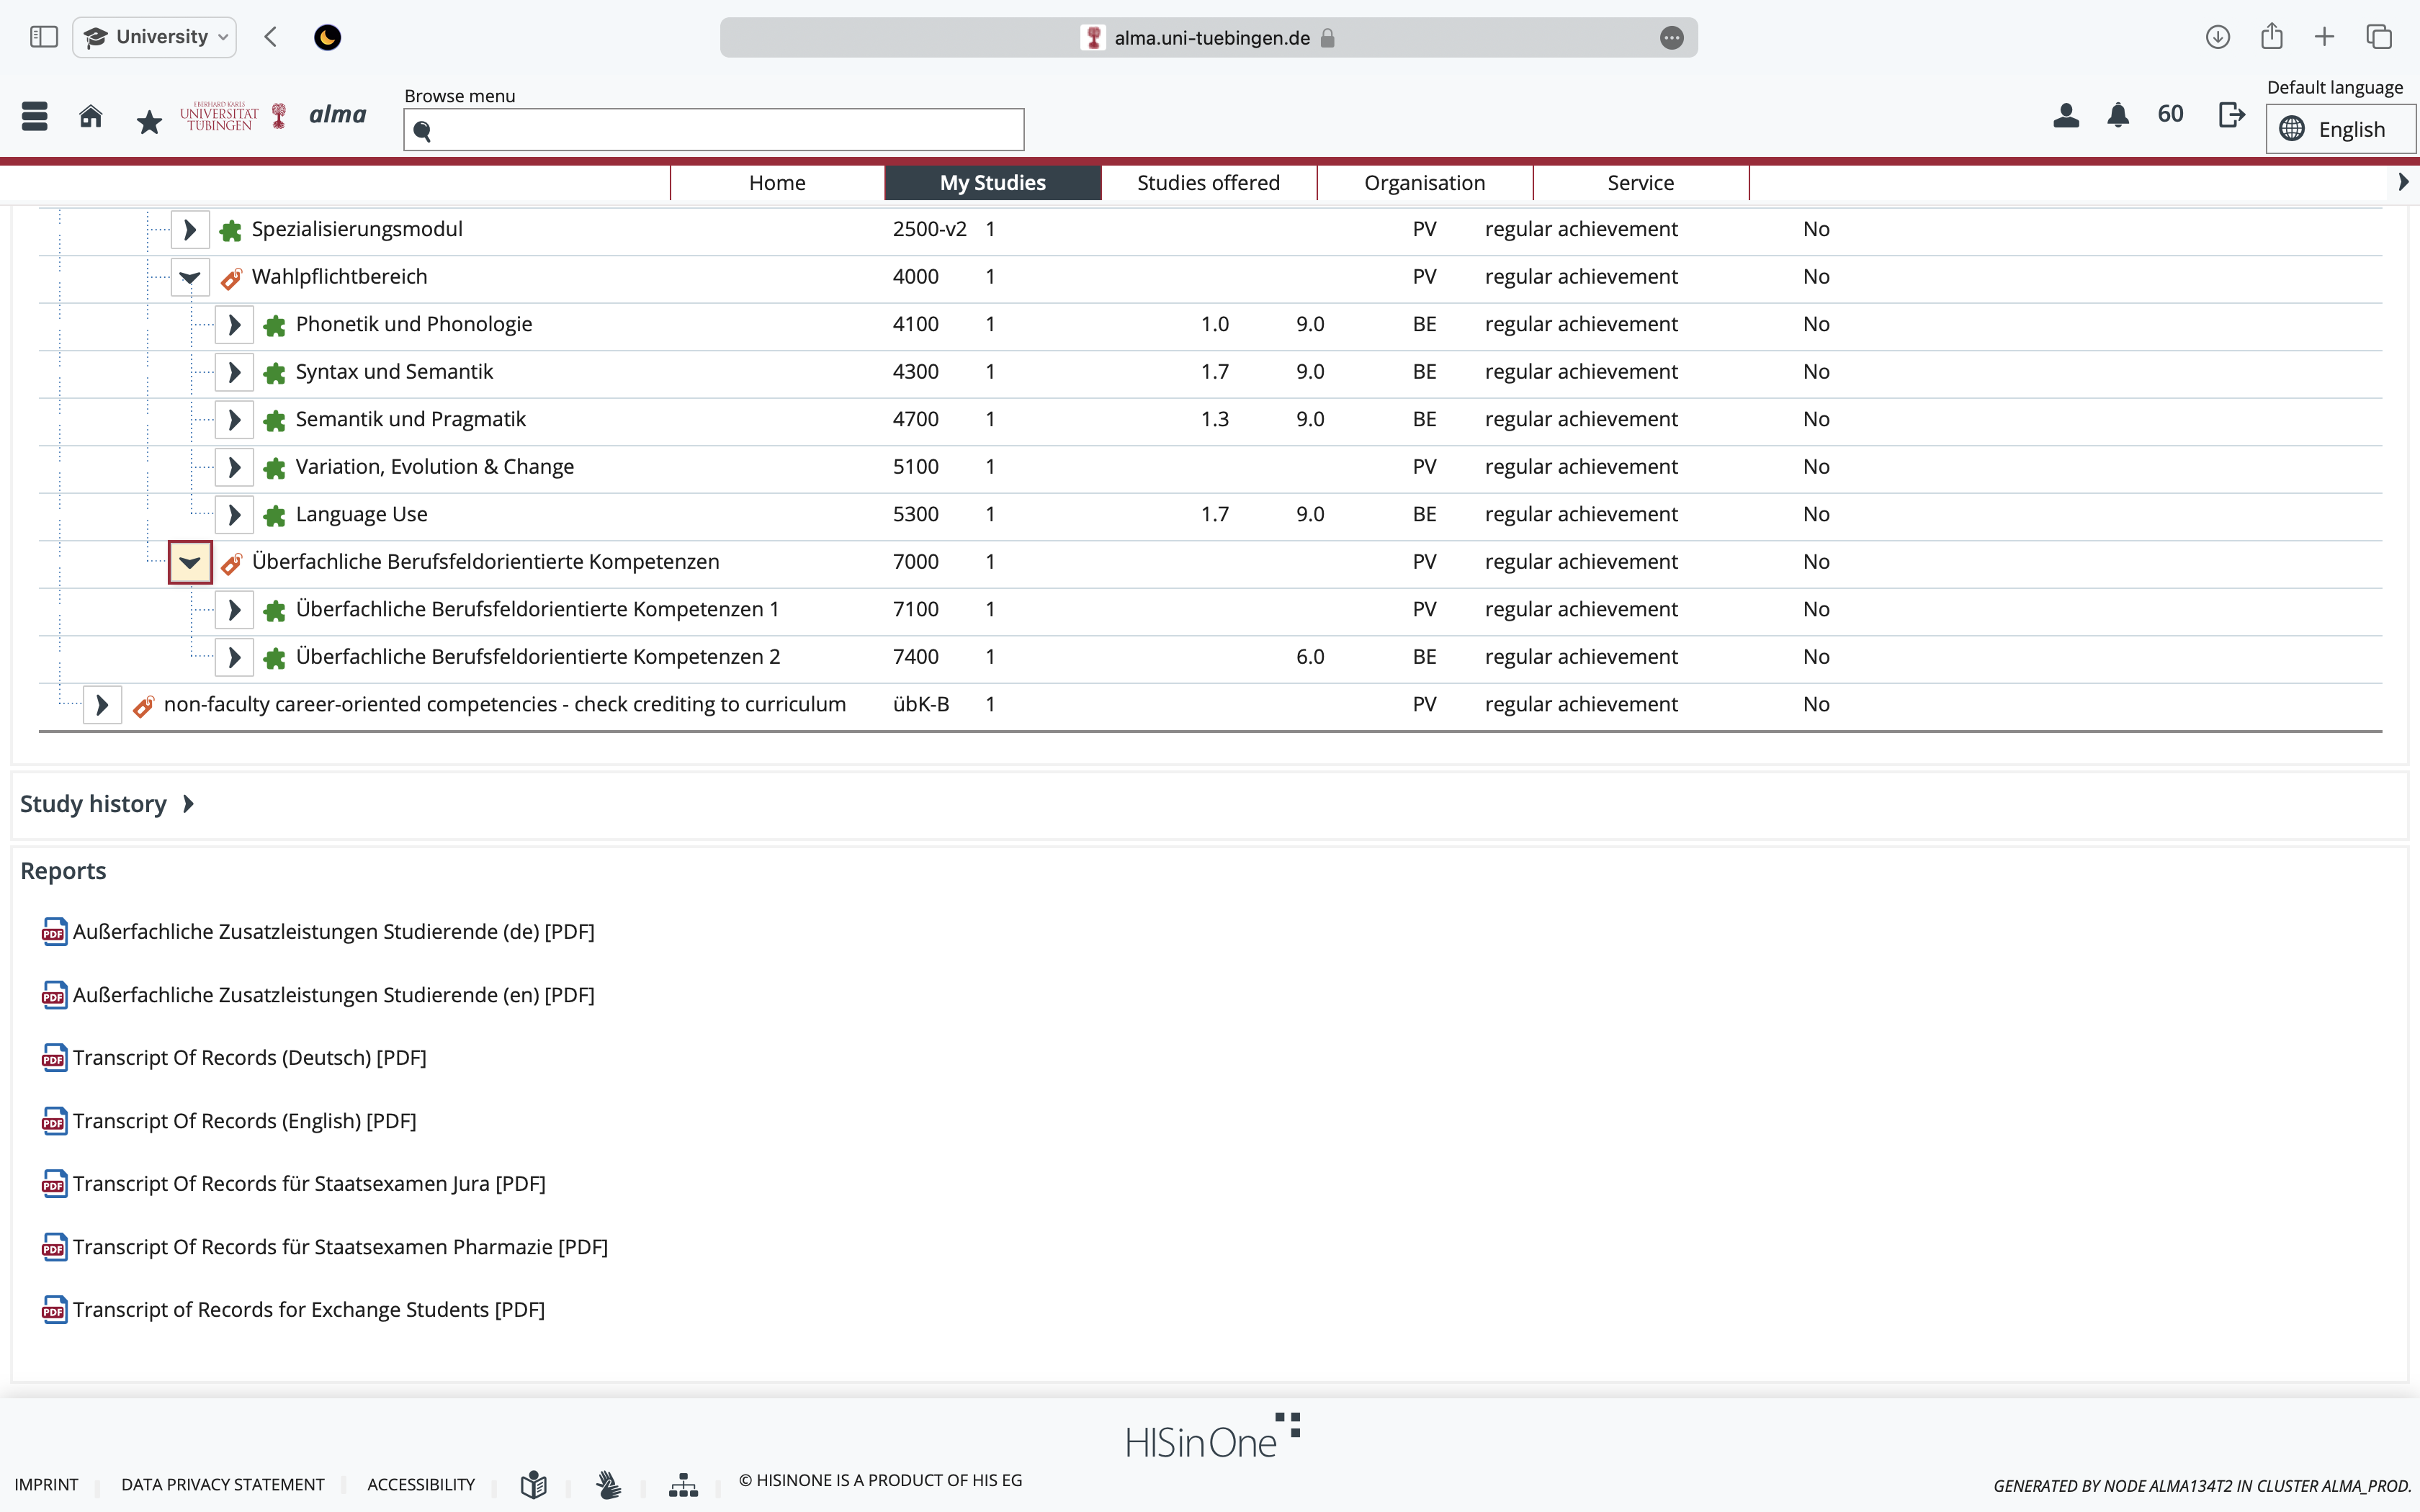 University
alma.uni-tuebingen.de
Default language
EBERHARD KARLS
UNIVERSITÄT
TÜBINGEN
alma
Browse menu
60
English
Home
My Studies
Studies offered
Organisation
Service
Spezialisierungsmodul 2500-v2 1 PV regular achievement No
Wahlpflichtbereich 4000 1 PV regular achievement No
Phonetik und Phonologie 4100 1 1.0 9.0 BE regular achievement No
Syntax und Semantik 4300 1 1.7 9.0 BE regular achievement No
Semantik und Pragmatik 4700 1 1.3 9.0 BE regular achievement No
Variation, Evolution & Change 5100 1 PV regular achievement No
Language Use 5300 1 1.7 9.0 BE regular achievement No
Überfachliche Berufsfeldorientierte Kompetenzen 7000 1 PV regular achievement No
Überfachliche Berufsfeldorientierte Kompetenzen 1 7100 1 PV regular achievement No
Überfachliche Berufsfeldorientierte Kompetenzen 2 7400 1 6.0 BE regular achievement No
non-faculty career-oriented competencies - check crediting to curriculum übK-B 1 PV regular achievement No
Study history
Reports
PDF Außerfachliche Zusatzleistungen Studierende (de) [PDF]
PDF Außerfachliche Zusatzleistungen Studierende (en) [PDF]
PDF Transcript Of Records (Deutsch) [PDF]
PDF Transcript Of Records (English) [PDF]
PDF Transcript Of Records für Staatsexamen Jura [PDF]
PDF Transcript Of Records für Staatsexamen Pharmazie [PDF]
PDF Transcript of Records for Exchange Students [PDF]
HISinOne
IMPRINT
DATA PRIVACY STATEMENT
ACCESSIBILITY
© HISINONE IS A PRODUCT OF HIS EG
GENERATED BY NODE ALMA134T2 IN CLUSTER ALMA_PROD.